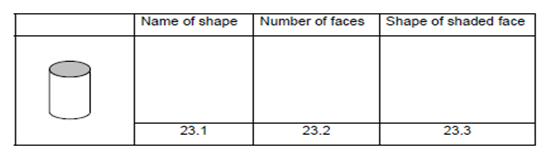 Name of shape Number of faces Shape of shaded face
23.1 23.2 23.3